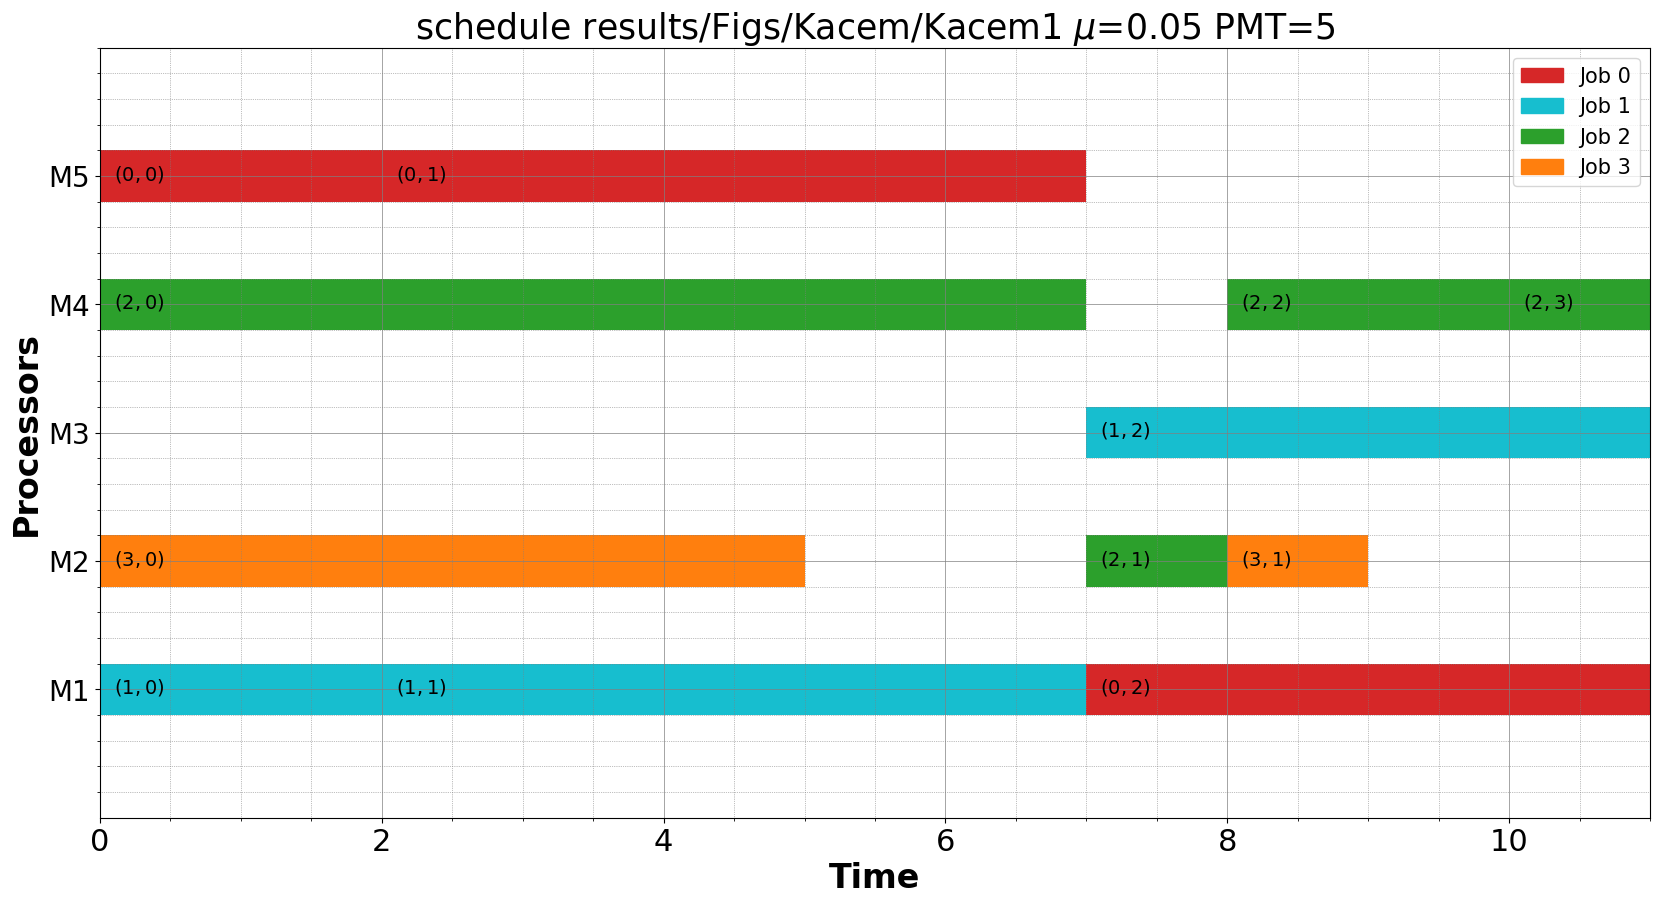 schedule results/Figs/Kacem/Kacem1 μ=0.05 PMT=5
Job 0
Job 1
Job 2
Job 3
M5
(0, 0)
(0, 1)
M4
(2, 0)
(2, 2)
(2, 3)
M3
(1, 2)
M2
(3, 0)
(2, 1)
(3, 1)
M1
(1, 0)
(1, 1)
(0, 2)
Processors
0 2 4 6 8 10
Time